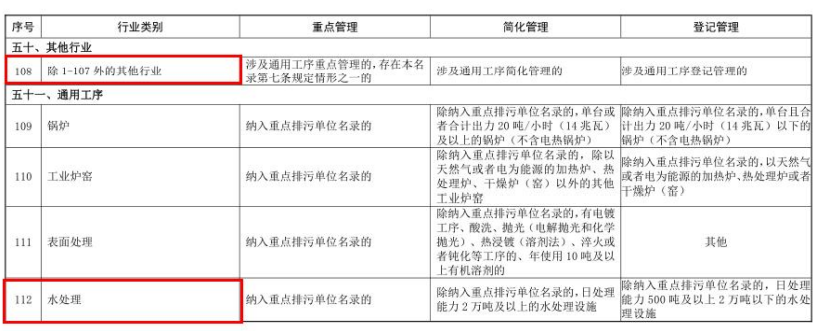 序号 行业类别 重点管理 简化管理 登记管理
五十、其他行业
108 除 1-107 外的其他行业 涉及通用工序重点管理的,存在本名录第七条规定情形之一的 涉及通用工序简化管理的 涉及通用工序登记管理的
五十一、通用工序
109 锅炉 纳入重点排污单位名录的 除纳入重点排污单位名录的,单台或者合计出力 20 吨/小时（14 兆瓦）及以上的锅炉（不含电热锅炉） 除纳入重点排污单位名录的,单台且合计出力 20 吨/小时（14 兆瓦）以下的锅炉（不含电热锅炉）
110 工业炉窑 纳入重点排污单位名录的 除纳入重点排污单位名录的，除以天然气或者电为能源的加热炉、热处理炉、干燥炉（窑）以外的其他工业炉窑 除纳入重点排污单位名录的,以天然气或者电为能源的加热炉、热处理炉或者干燥炉（窑）
111 表面处理 纳入重点排污单位名录的 除纳入重点排污单位名录的,有电镀工序、酸洗、抛光（电解抛光和化学抛光）、热浸镀（溶剂法）、淬火或者钝化等工序的、年使用 10 吨及以上有机溶剂的 其他
112 水处理 纳入重点排污单位名录的 除纳入重点排污单位名录的,日处理能力 2 万吨及以上的水处理设施 除纳入重点排污单位名录的，日处理能力 500 吨及以上 2 万吨以下的水处理设施